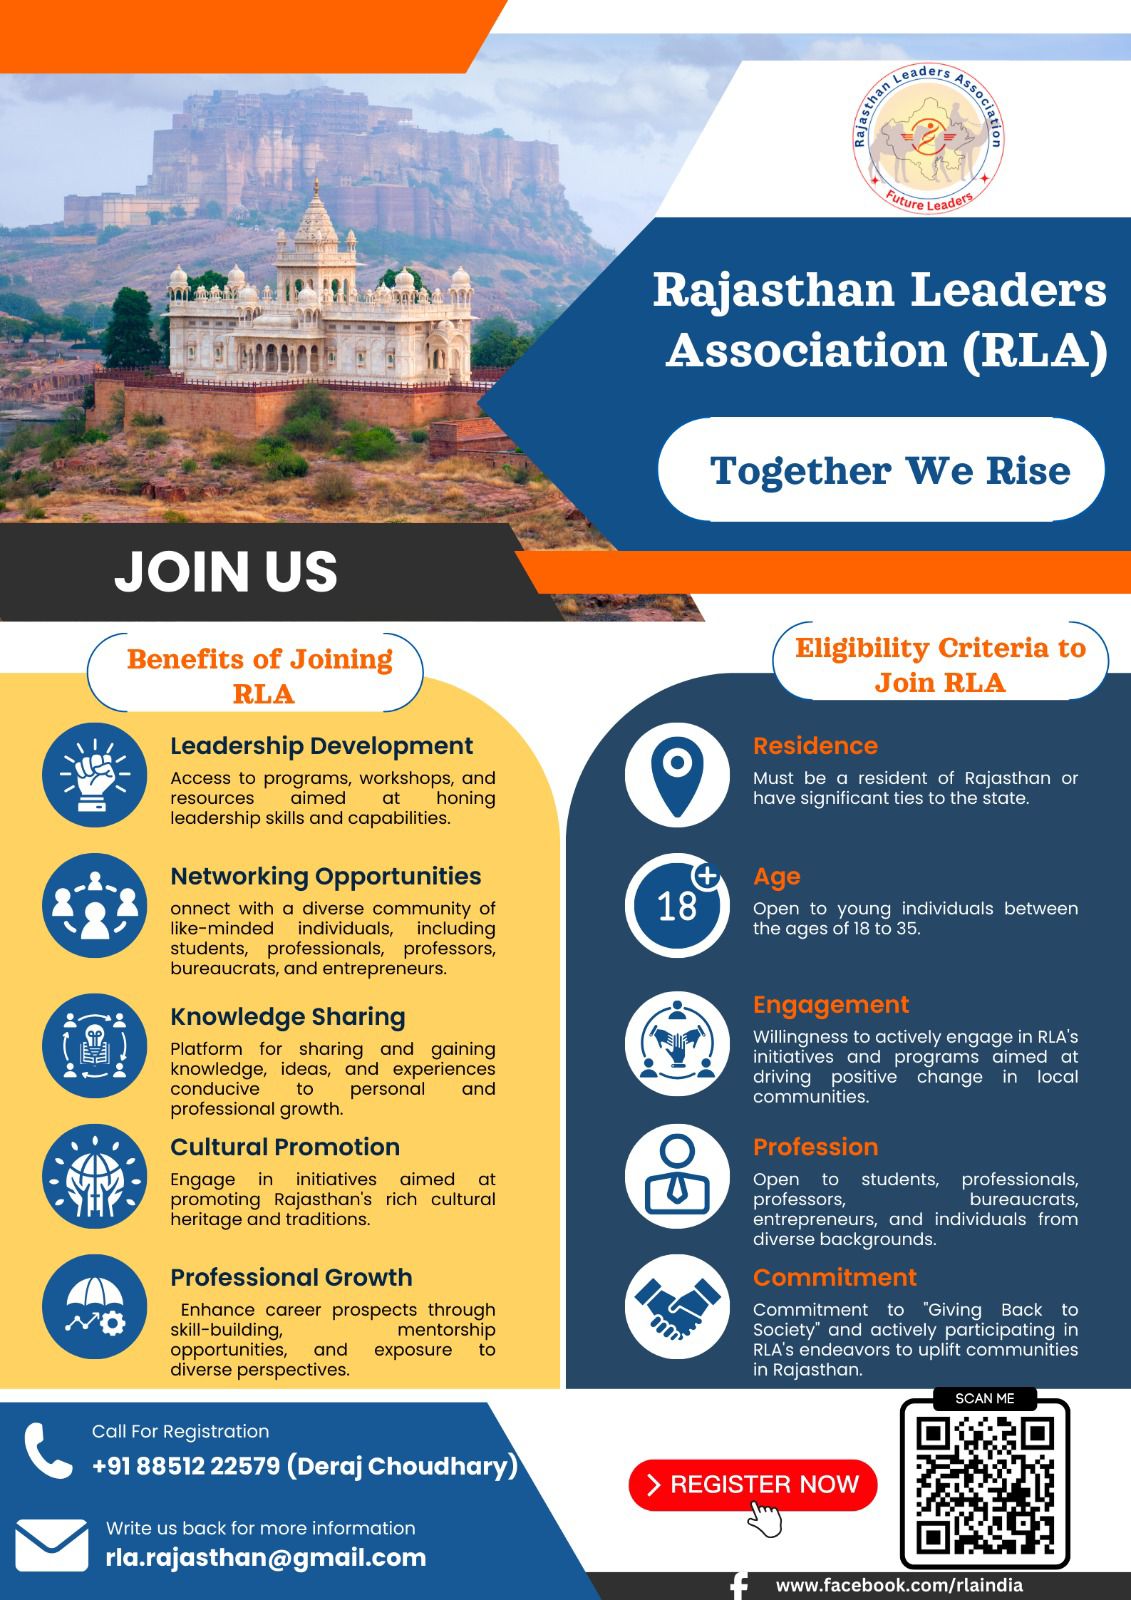 Rajasthan Leaders Association
Future Leaders
Rajasthan Leaders
Association (RLA)
Together We Rise
JOIN US
Benefits of Joining
RLA
Leadership Development
Access to programs, workshops, and
resources aimed at honing
leadership skills and capabilities.
Networking Opportunities
onnect with a diverse community of
like-minded individuals, including
students, professionals, professors,
bureaucrats, and entrepreneurs.
Knowledge Sharing
Platform for sharing and gaining
knowledge, ideas, and experiences
conducive to personal and
professional growth.
Cultural Promotion
Engage in initiatives aimed at
promoting Rajasthan's rich cultural
heritage and traditions.
Professional Growth
Enhance career prospects through
skill-building, mentorship
opportunities, and exposure to
diverse perspectives.
Eligibility Criteria to
Join RLA
Residence
Must be a resident of Rajasthan or
have significant ties to the state.
18+
Age
Open to young individuals between
the ages of 18 to 35.
Engagement
Willingness to actively engage in RLA's
initiatives and programs aimed at
driving positive change in local
communities.
Profession
Open to students, professionals,
professors, bureaucrats,
entrepreneurs, and individuals from
diverse backgrounds.
Commitment
Commitment to "Giving Back to
Society" and actively participating in
RLA's endeavors to uplift communities
in Rajasthan.
Call For Registration
+91 88512 22579 (Deraj Choudhary)
Write us back for more information
rla.rajasthan@gmail.com
REGISTER NOW
SCAN ME
www.facebook.com/rlaindia